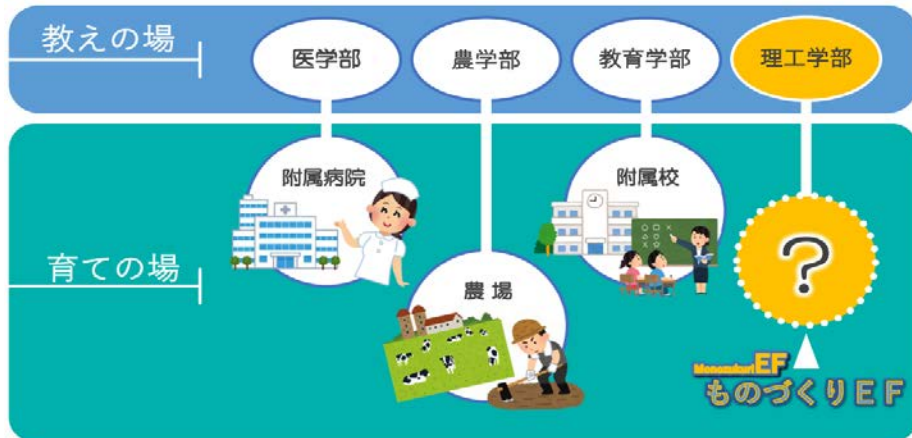 教えの場
医学部
農学部
教育学部
理工学部
育ての場
附属病院
農場
附属校
?
MonozukuriEF
ものづくりEF